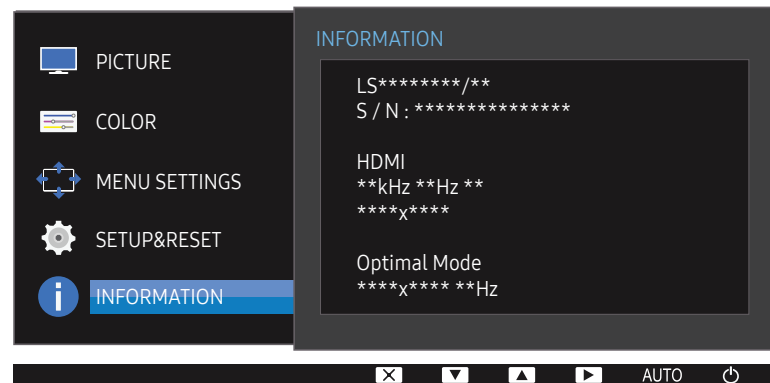 PICTURE
COLOR
MENU SETTINGS
SETUP&RESET
INFORMATION
INFORMATION
LS********/**
S / N : ***************
HDMI
**kHz **Hz **
****x****
Optimal Mode
****x**** **Hz
AUTO